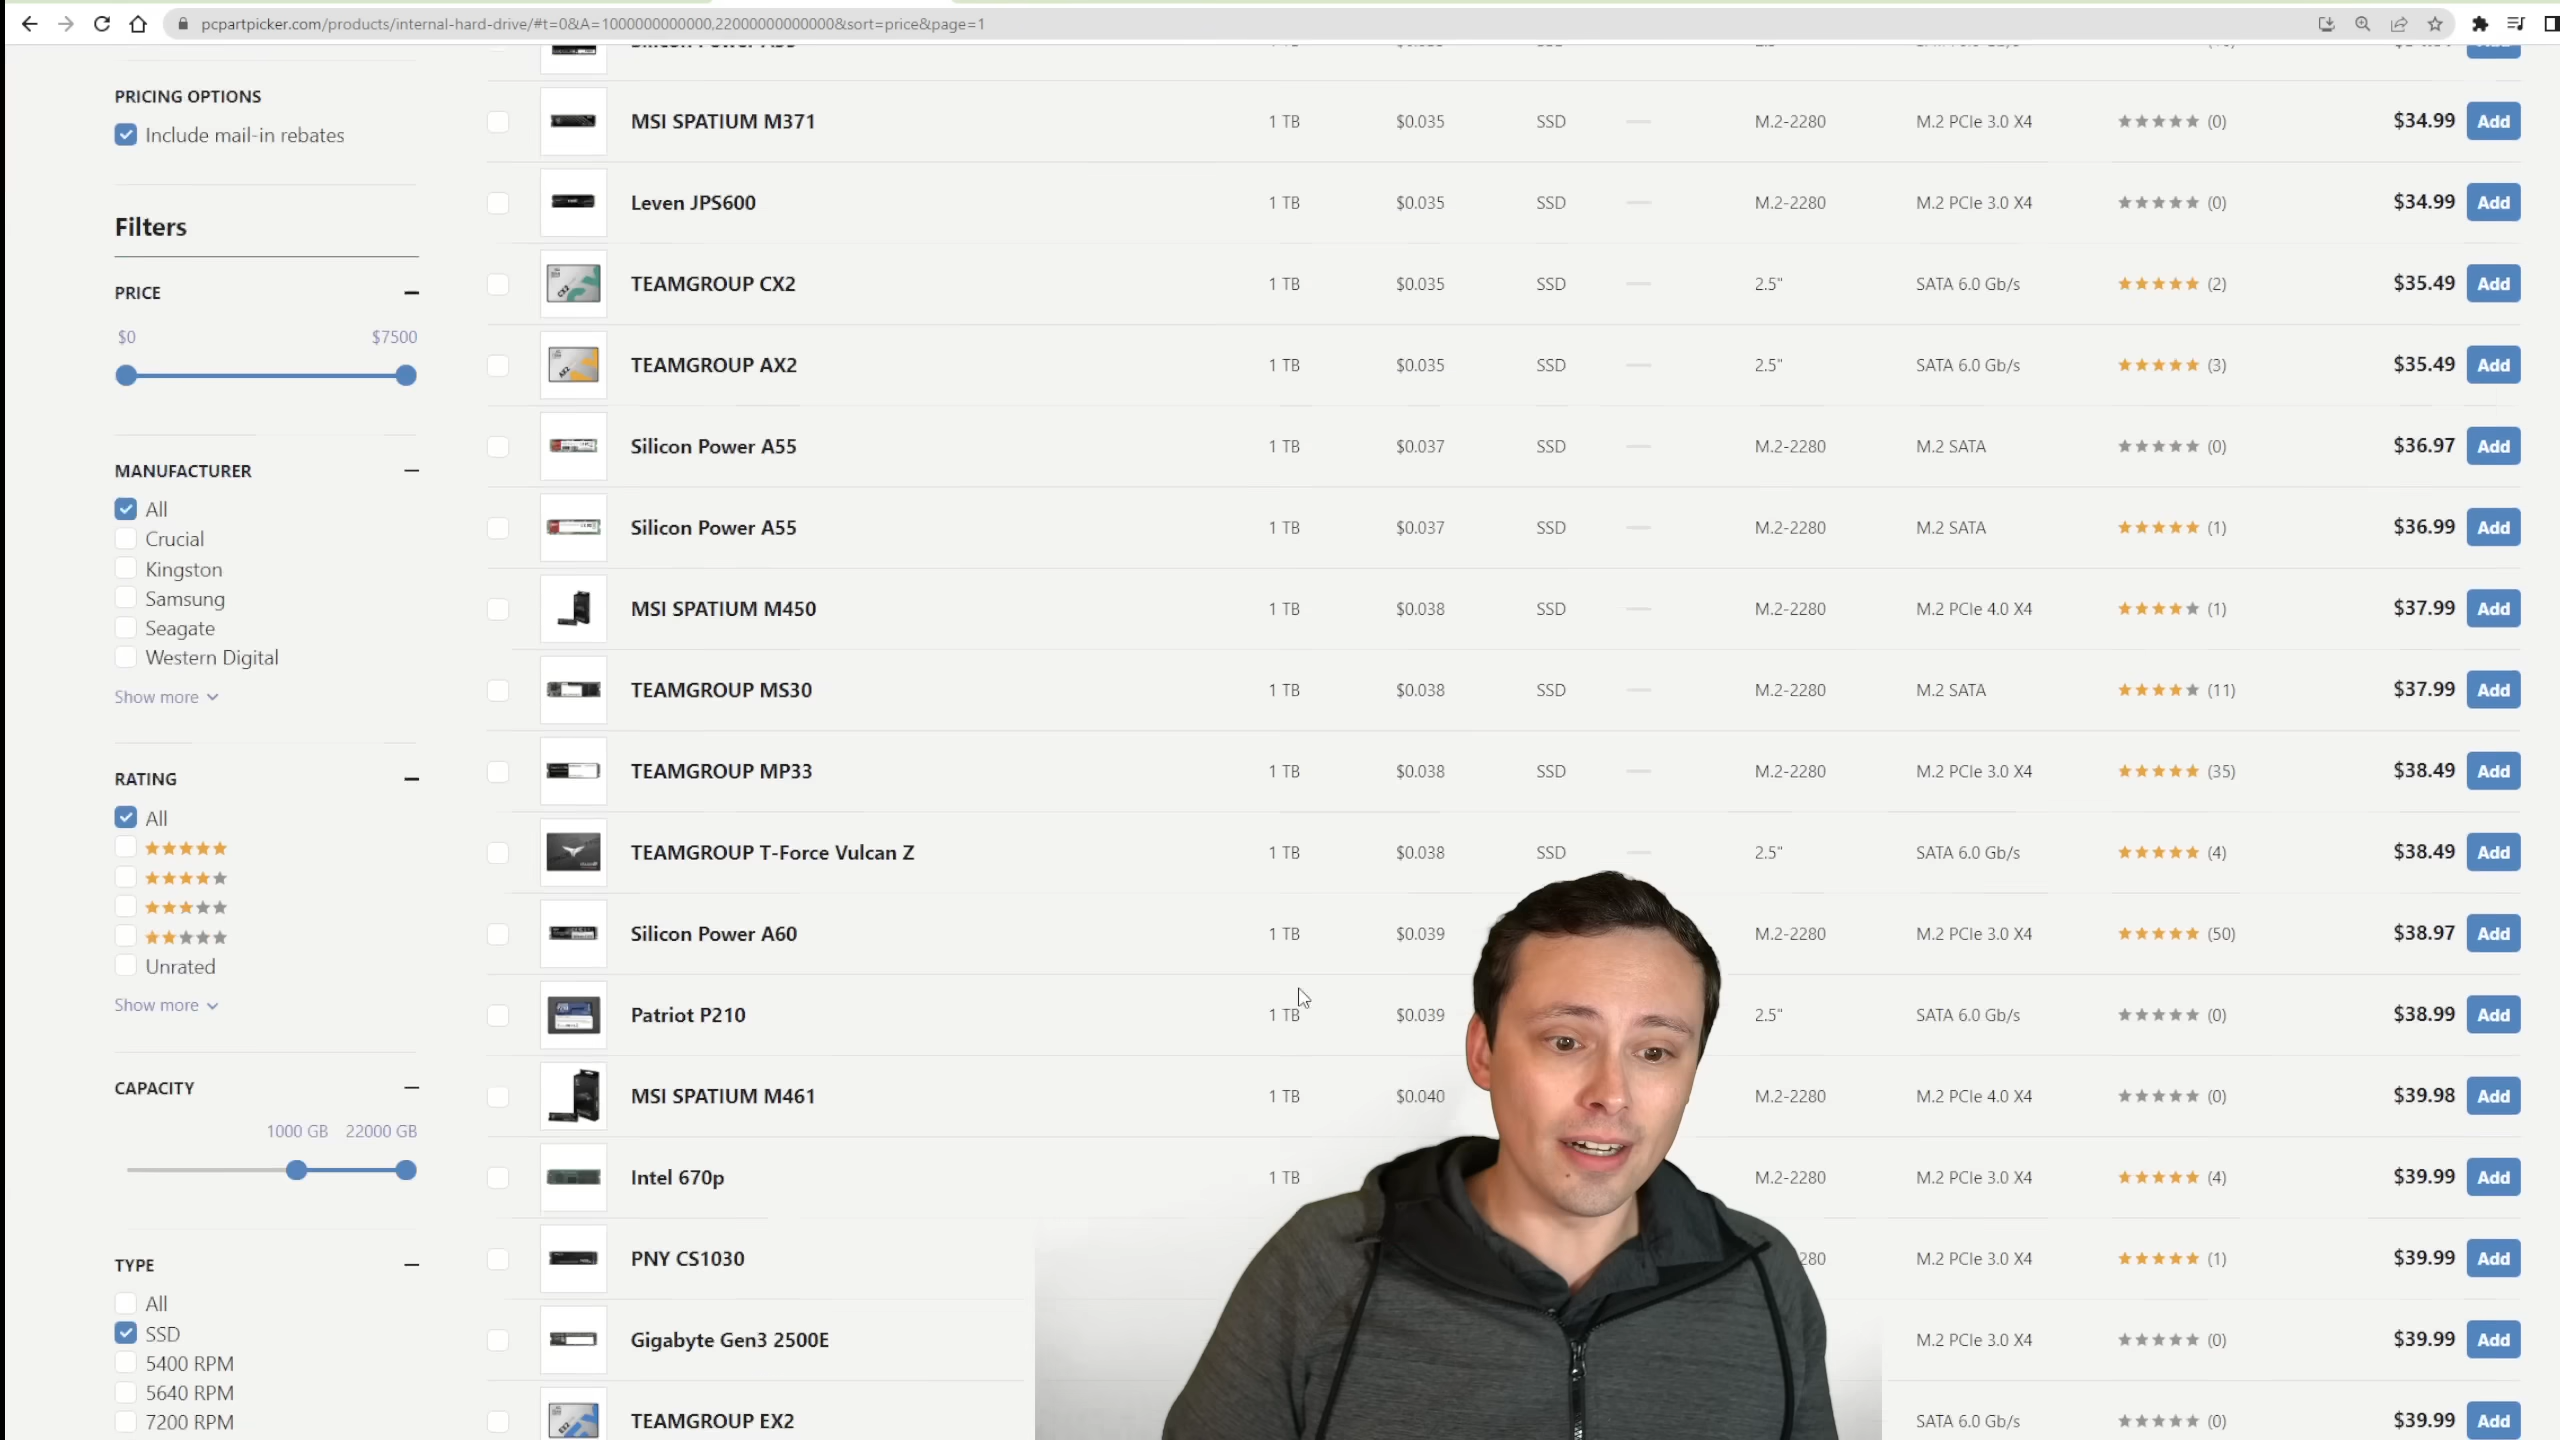 pcpartpicker.com/products/internal-hard-drive/#t=0&A=1000000000000,22000000000000&sort=price&page=1
PRICING OPTIONS
Include mail-in rebates
Filters
PRICE
$0 $7500
MANUFACTURER
All
Crucial
Kingston
Samsung
Seagate
Western Digital
Show more
RATING
All
Unrated
Show more
CAPACITY
1000 GB 22000 GB
TYPE
All
SSD
5400 RPM
5640 RPM
7200 RPM
MSI SPATIUM M371 1 TB $0.035 SSD M.2-2280 M.2 PCIe 3.0 X4 (0) $34.99 Add
Leven JPS600 1 TB $0.035 SSD M.2-2280 M.2 PCIe 3.0 X4 (0) $34.99 Add
TEAMGROUP CX2 1 TB $0.035 SSD 2.5" SATA 6.0 Gb/s (2) $35.49 Add
TEAMGROUP AX2 1 TB $0.035 SSD 2.5" SATA 6.0 Gb/s (3) $35.49 Add
Silicon Power A55 1 TB $0.037 SSD M.2-2280 M.2 SATA (0) $36.97 Add
Silicon Power A55 1 TB $0.037 SSD M.2-2280 M.2 SATA (1) $36.99 Add
MSI SPATIUM M450 1 TB $0.038 SSD M.2-2280 M.2 PCIe 4.0 X4 (1) $37.99 Add
TEAMGROUP MS30 1 TB $0.038 SSD M.2-2280 M.2 SATA (11) $37.99 Add
TEAMGROUP MP33 1 TB $0.038 SSD M.2-2280 M.2 PCIe 3.0 X4 (35) $38.49 Add
TEAMGROUP T-Force Vulcan Z 1 TB $0.038 SSD 2.5" SATA 6.0 Gb/s (4) $38.49 Add
Silicon Power A60 1 TB $0.039 M.2-2280 M.2 PCIe 3.0 X4 (50) $38.97 Add
Patriot P210 1 TB $0.039 2.5" SATA 6.0 Gb/s (0) $38.99 Add
MSI SPATIUM M461 1 TB $0.040 M.2-2280 M.2 PCIe 4.0 X4 (0) $39.98 Add
Intel 670p 1 TB M.2-2280 M.2 PCIe 3.0 X4 (4) $39.99 Add
PNY CS1030 280 M.2 PCIe 3.0 X4 (1) $39.99 Add
Gigabyte Gen3 2500E M.2 PCIe 3.0 X4 (0) $39.99 Add
TEAMGROUP EX2 SATA 6.0 Gb/s (0) $39.99 Add